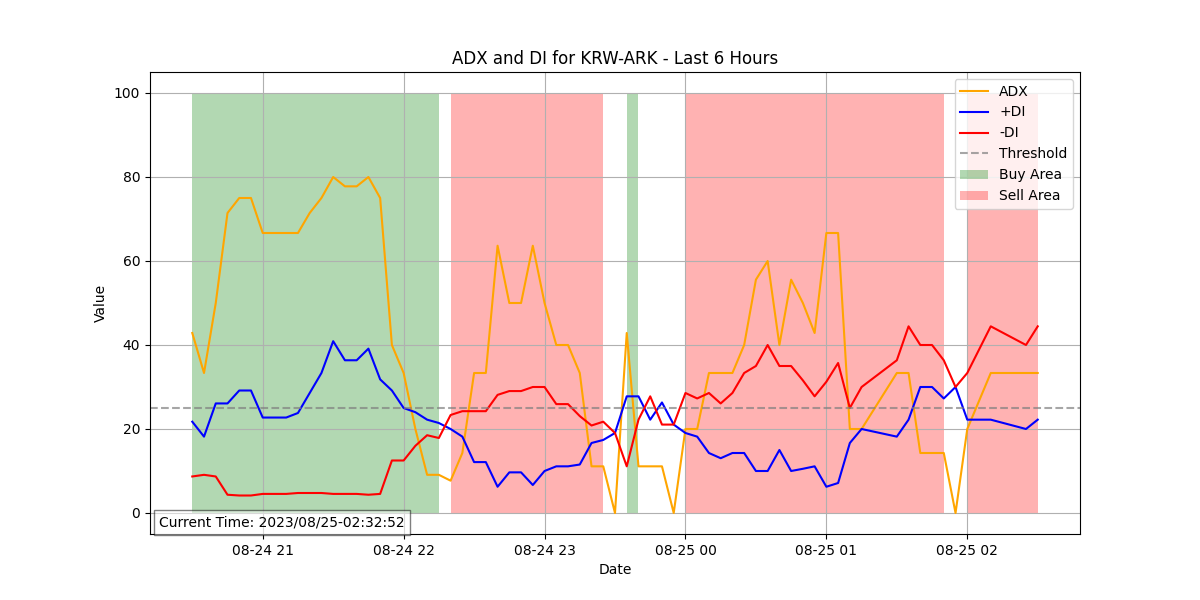 ADX and DI for KRW-ARK - Last 6 Hours
100
80
60
40
20
0
Value
ADX
+DI
-DI
Threshold
Buy Area
Sell Area
Current Time: 2023/08/25-02:32:52
08-24 21
08-24 22
08-24 23
08-25 00
08-25 01
08-25 02
Date